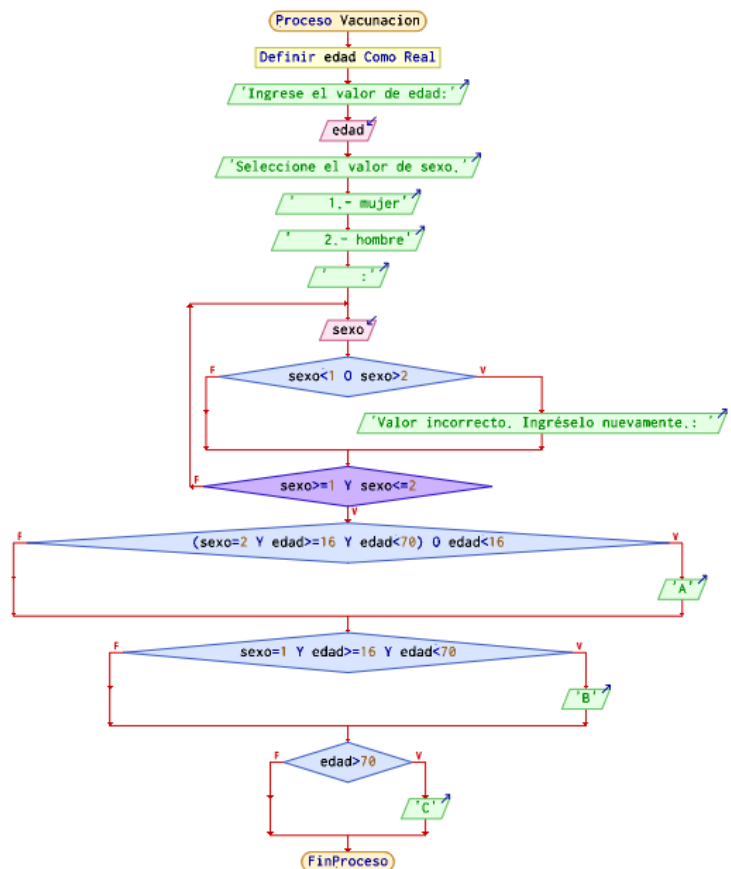 Proceso Vacunacion
Definir edad Como Real
'Ingrese el valor de edad:'
edad
'Seleccione el valor de sexo.'
'    1.- mujer'
'    2.- hombre'
'    :'
sexo
F
sexo<1 O sexo>2
V
'Valor incorrecto. Ingréselo nuevamente.: '
F
sexo>=1 Y sexo<=2
V
F
(sexo=2 Y edad>=16 Y edad<70) O edad<16
V
'A'
F
sexo=1 Y edad>=16 Y edad<70
V
'B'
F
edad>70
V
'C'
FinProceso